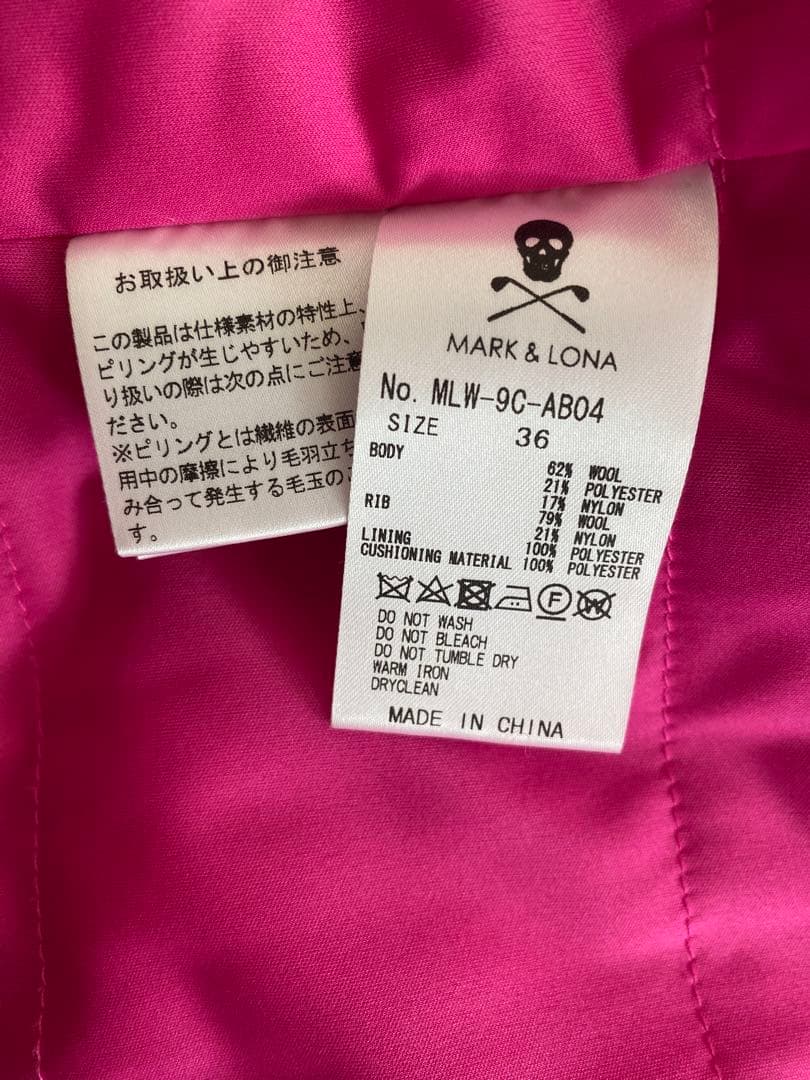 お取扱い上の御注意
この製品は仕様素材の特性上、
ピリングが生じやすいため、
り扱いの際は次の点にご注意
ださい。
※ピリングとは繊維の表面
用中の摩擦により毛羽立ち
み合って発生する毛玉のこ
す。
MARK & LONA
No. MLW-9C-AB04
SIZE 36
BODY
62% WOOL
21% POLYESTER
17% NYLON
RIB
79% WOOL
21% NYLON
LINING 100% POLYESTER
CUSHIONING MATERIAL 100% POLYESTER
F
W
DO NOT WASH
DO NOT BLEACH
DO NOT TUMBLE DRY
WARM IRON
DRYCLEAN
MADE IN CHINA